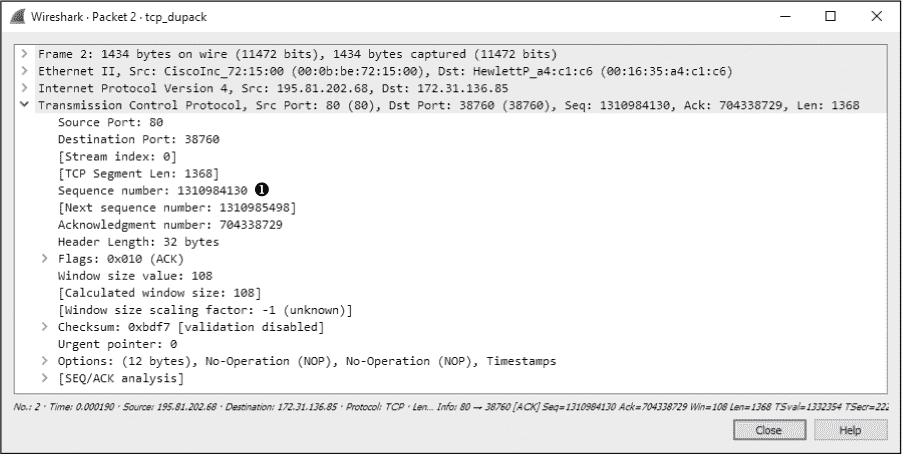 Wireshark · Packet 2 · tcp_dupack
> Frame 2: 1434 bytes on wire (11472 bits), 1434 bytes captured (11472 bits)
> Ethernet II, Src: CiscoInc_72:15:00 (00:0b:be:72:15:00), Dst: HewlettP_a4:c1:c6 (00:16:35:a4:c1:c6)
> Internet Protocol Version 4, Src: 195.81.202.68, Dst: 172.31.136.85
Transmission Control Protocol, Src Port: 80 (80), Dst Port: 38760 (38760), Seq: 1310984130, Ack: 704338729, Len: 1368
Source Port: 80
Destination Port: 38760
[Stream index: 0]
[TCP Segment Len: 1368]
Sequence number: 1310984130 ❶
[Next sequence number: 1310985498]
Acknowledgment number: 704338729
Header Length: 32 bytes
> Flags: 0x010 (ACK)
Window size value: 108
[Calculated window size: 108]
[Window size scaling factor: -1 (unknown)]
> Checksum: 0xbdf7 [validation disabled]
Urgent pointer: 0
> Options: (12 bytes), No-Operation (NOP), No-Operation (NOP), Timestamps
> [SEQ/ACK analysis]
No.: 2 · Time: 0.000190 · Source: 195.81.202.68 · Destination: 172.31.136.85 · Protocol: TCP · Len... Info: 80 → 38760 [ACK] Seq=1310984130 Ack=704338729 Win=108 Len=1368 TSval=1332354 TSecr=222
Close
Help